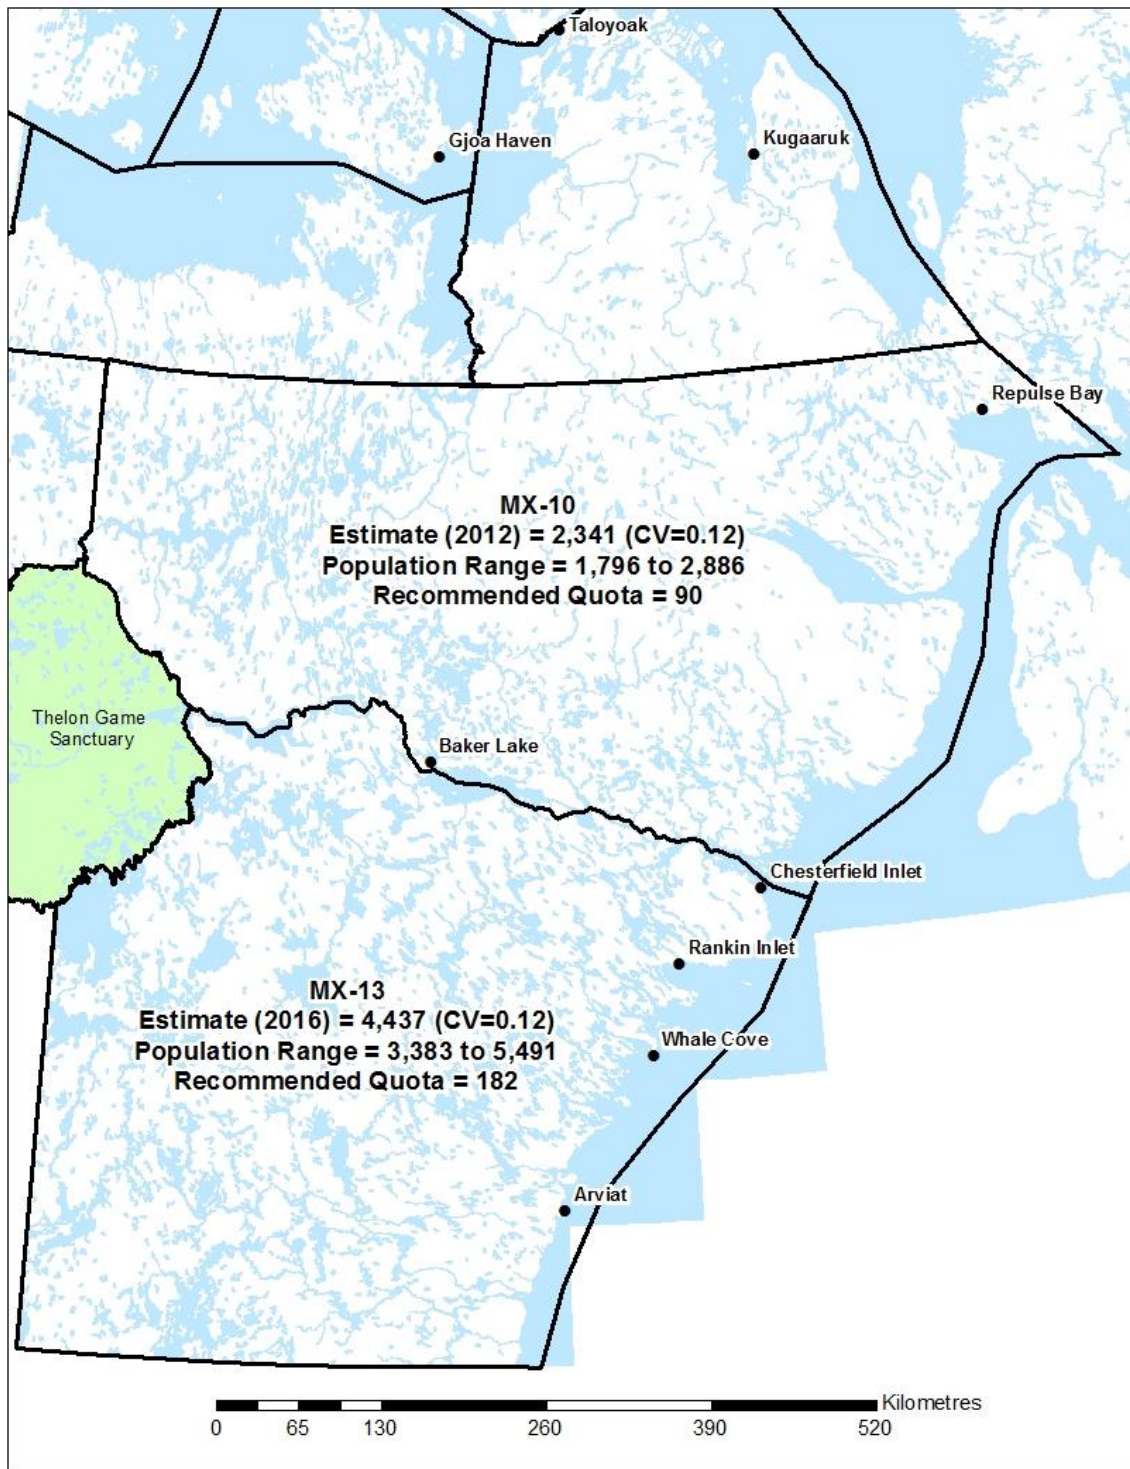 Taloyoak
Gjoa Haven
Kugaaruk
Repulse Bay
MX-10
Estimate (2012) = 2,341 (CV=0.12)
Population Range = 1,796 to 2,886
Recommended Quota = 90
Thelon Game
Sanctuary
Baker Lake
Chesterfield Inlet
Rankin Inlet
MX-13
Estimate (2016) = 4,437 (CV=0.12)
Population Range = 3,383 to 5,491
Recommended Quota = 182
Whale Cove
Arviat
Kilometres
0 65 130 260 390 520